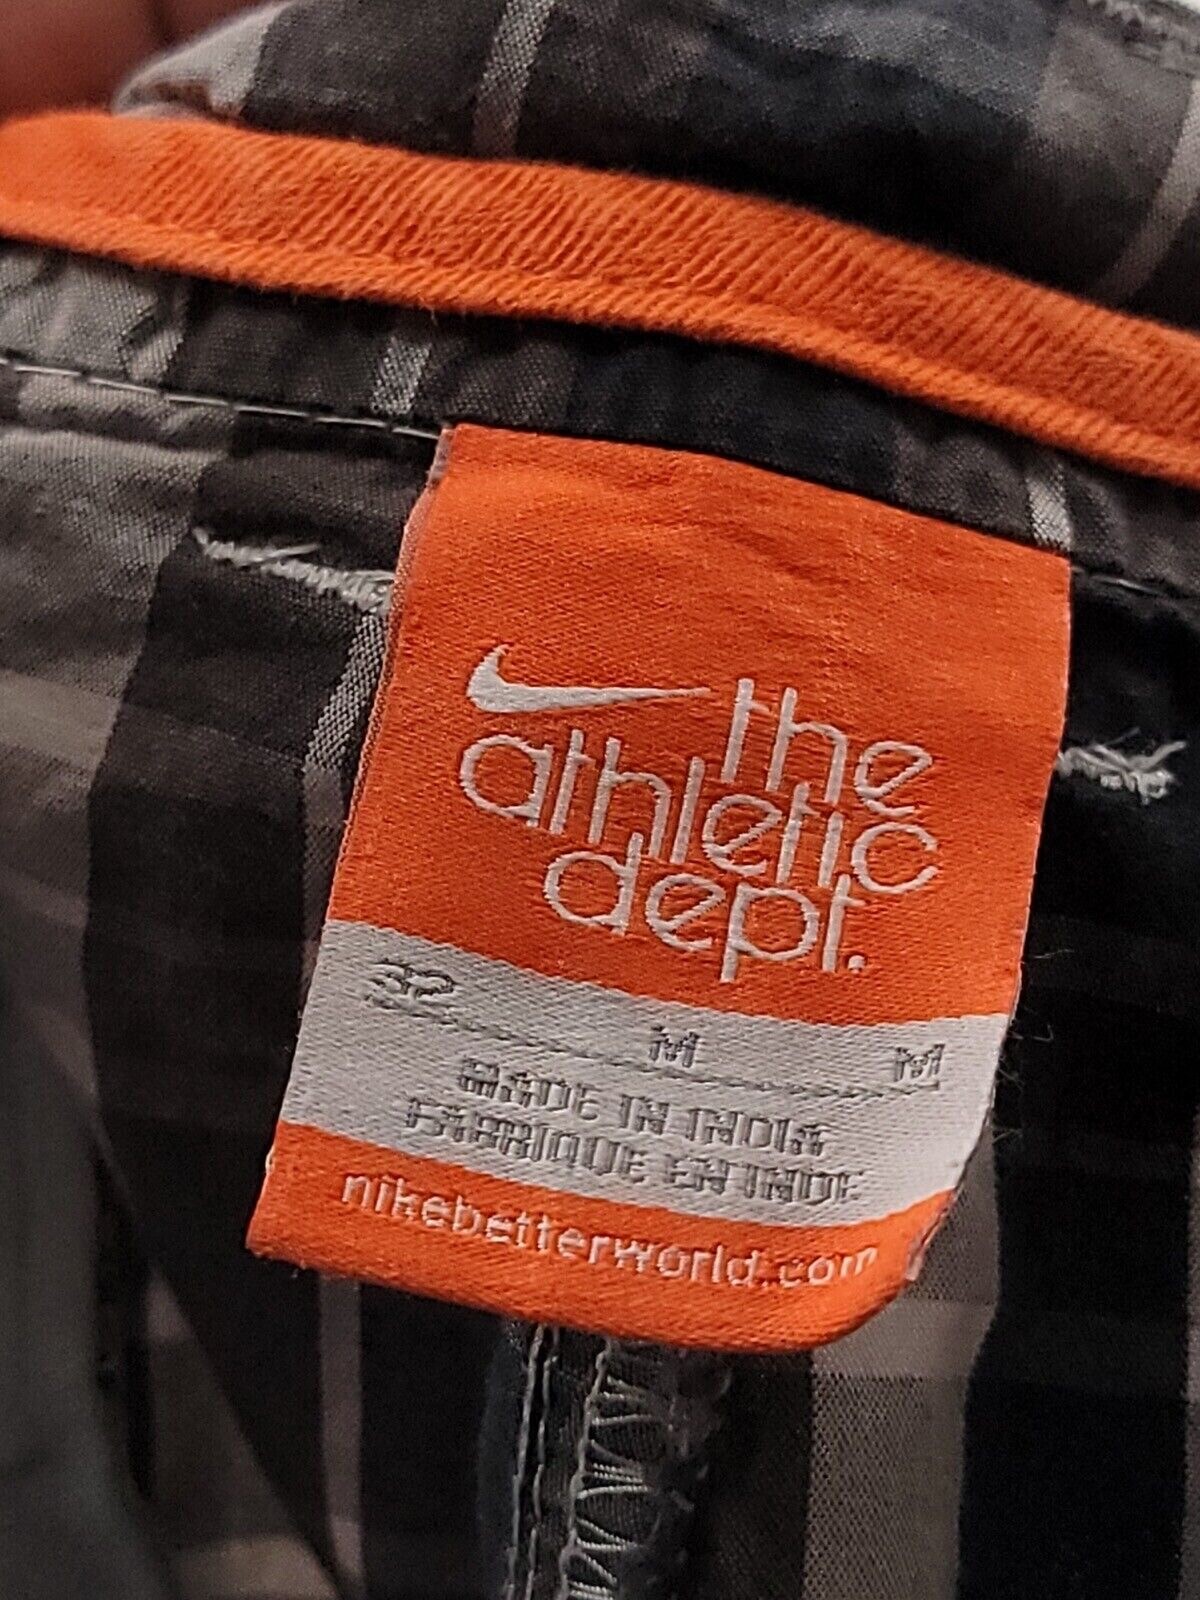 the
athletic
dept.
32 M M
MADE IN INDIA
FABRIQUE EN INDE
nikebetterworld.com